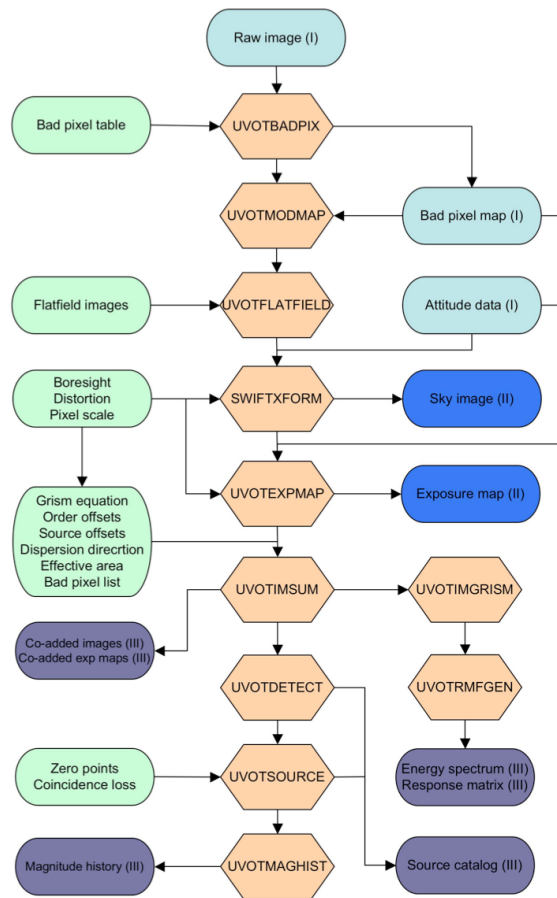 Raw image (I)
Bad pixel table
UVOTBADPIX
UVOTMODMAP
Bad pixel map (I)
Flatfield images
UVOTFLATFIELD
Attitude data (I)
Boresight
Distortion
Pixel scale
SWIFTXFORM
Sky image (II)
Grism equation
Order offsets
Source offsets
Dispersion direcrtion
Effective area
Bad pixel list
UVOTEXPMAP
Exposure map (II)
UVOTIMSUM
UVOTIMGRISM
Co-added images (III)
Co-added exp maps (III)
UVOTDETECT
UVOTRMFGEN
Zero points
Coincidence loss
UVOTSOURCE
Energy spectrum (III)
Response matrix (III)
Magnitude history (III)
UVOTMAGHIST
Source catalog (III)